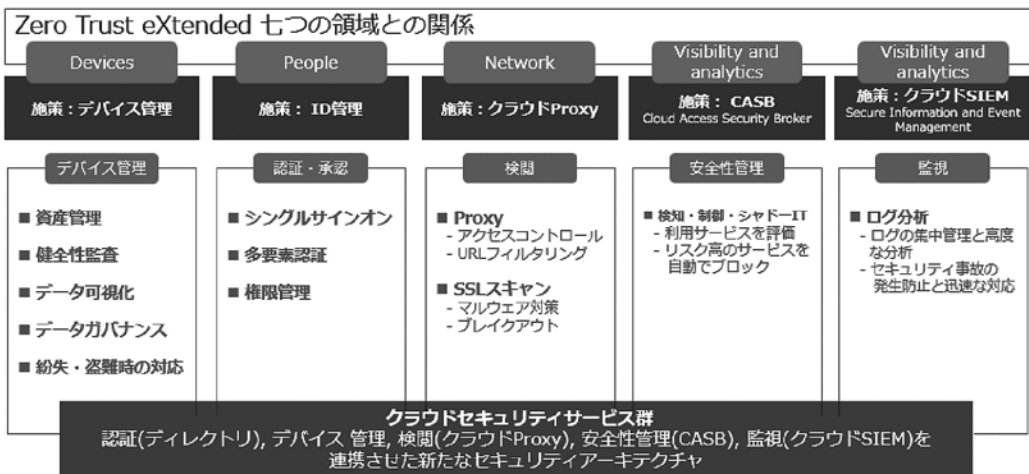 Zero Trust eXtended 七つの領域との関係
Devices
施策：デバイス管理
People
施策： ID管理
Network
施策：クラウドProxy
Visibility and
analytics
施策： CASB
Cloud Access Security Broker
Visibility and
analytics
施策：クラウドSIEM
Secure Information and Event
Management
デバイス管理
■ 資産管理
■ 健全性監査
■ データ可視化
■ データガバナンス
■ 紛失・盗難時の対応
認証・承認
■ シングルサインオン
■ 多要素認証
■ 権限管理
検閲
■ Proxy
- アクセスコントロール
- URLフィルタリング
■ SSLスキャン
- マルウェア対策
- ブレイクアウト
安全性管理
■ 検知・制御・シャドーIT
- 利用サービスを評価
- リスク高のサービスを
自動でブロック
監視
■ ログ分析
- ログの集中管理と高度
な分析
- セキュリティ事故の
発生防止と迅速な対応
クラウドセキュリティサービス群
認証(ディレクトリ), デバイス 管理, 検閲(クラウドProxy), 安全性管理(CASB), 監視(クラウドSIEM)を
連携させた新たなセキュリティアーキテクチャ